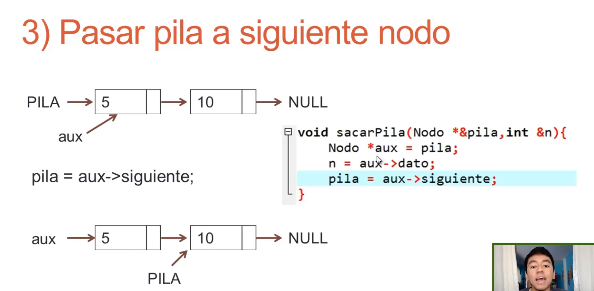 3) Pasar pila a siguiente nodo
PILA 5 10 NULL
aux
pila = aux->siguiente;
void sacarPila(Nodo *&pila,int &n){
Nodo *aux = pila;
n = aux->dato;
pila = aux->siguiente;
}
aux 5 10 NULL
PILA